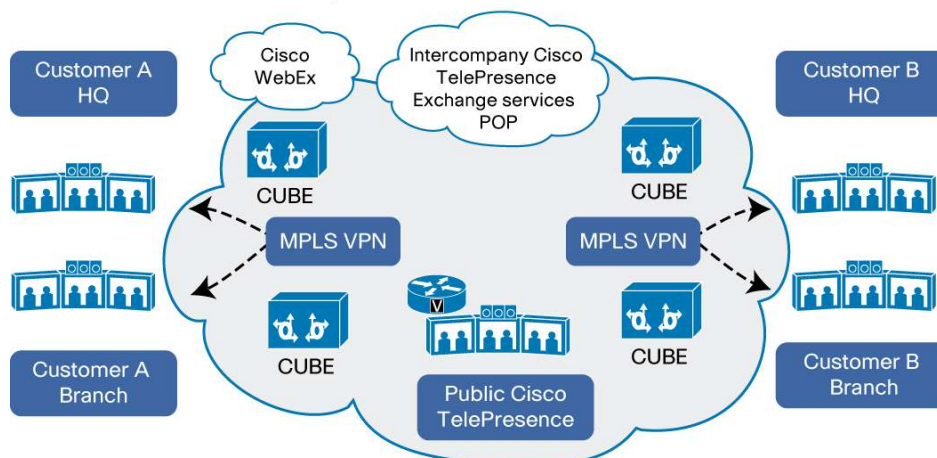 Customer A
HQ
Cisco
WebEx
Intercompany Cisco
TelePresence
Exchange services
POP
Customer B
HQ
CUBE
CUBE
MPLS VPN
MPLS VPN
V
CUBE
CUBE
Customer A
Branch
Public Cisco
TelePresence
Customer B
Branch